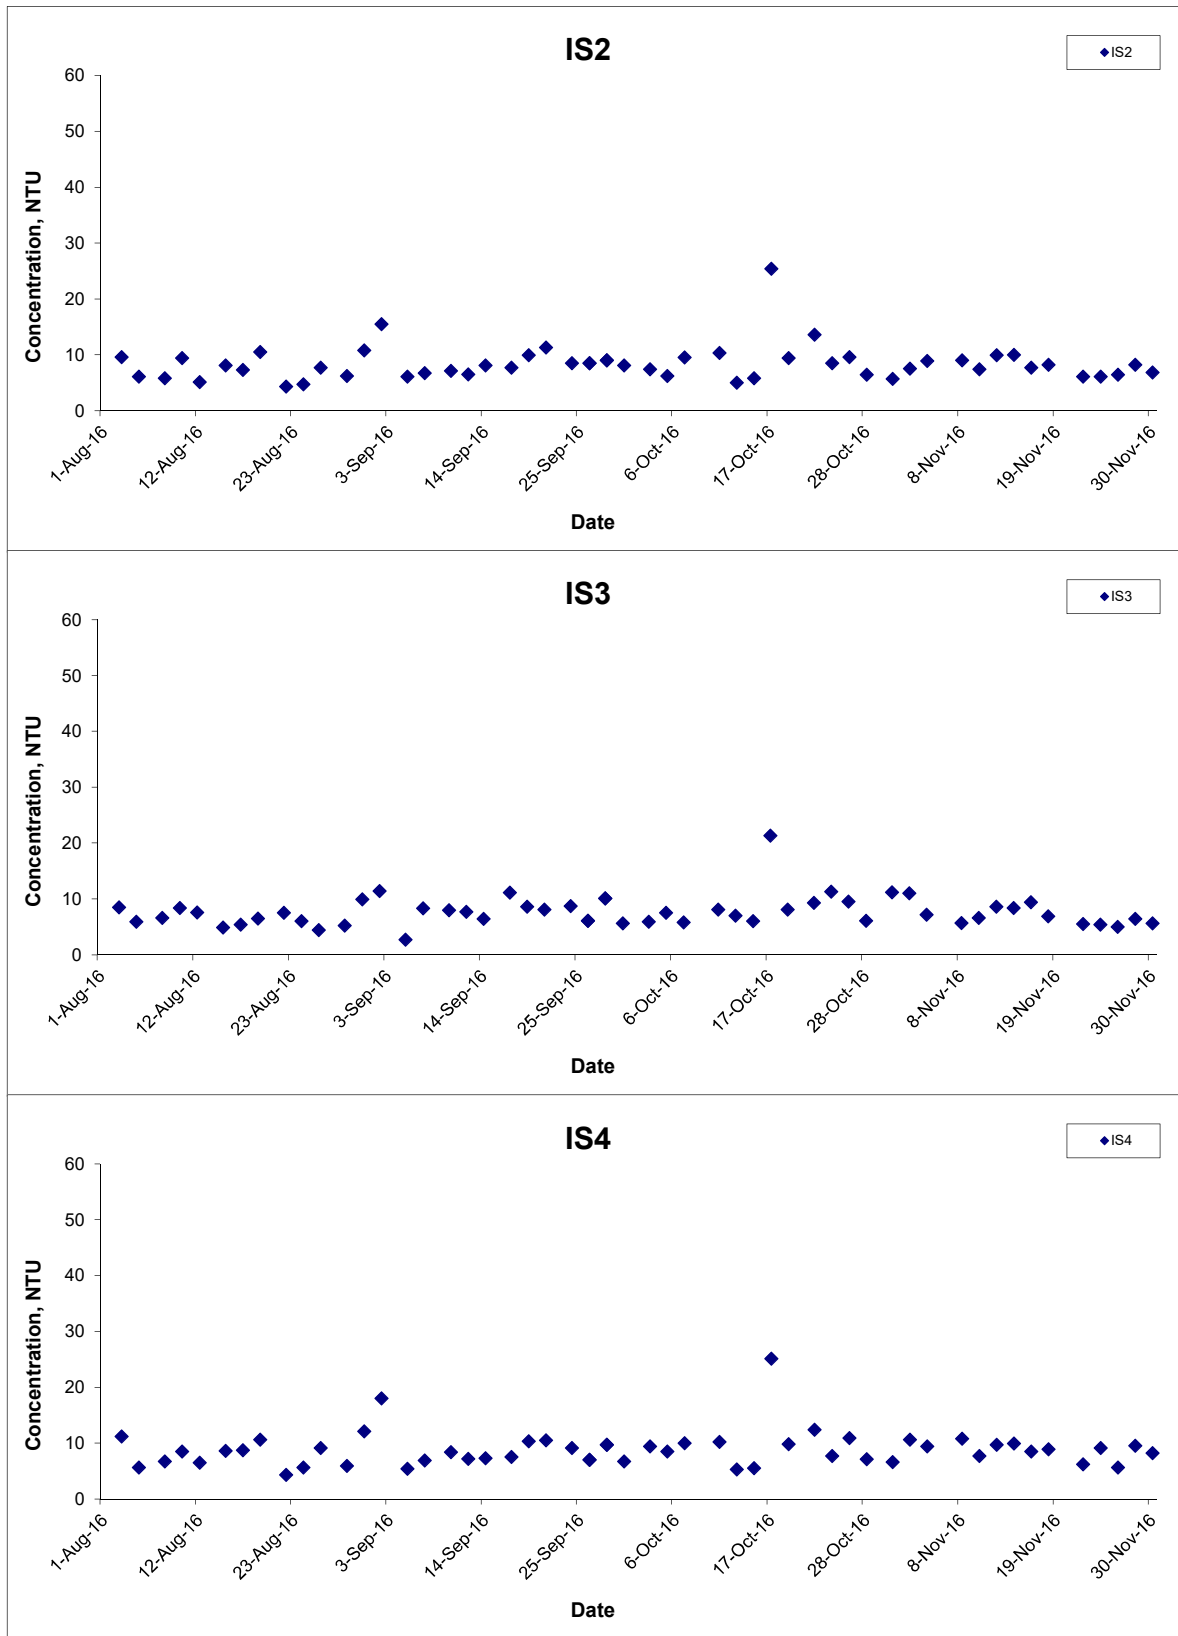 IS2
IS2
60
50
40
30
20
10
0
Concentration, NTU
1-Aug-16
12-Aug-16
23-Aug-16
3-Sep-16
14-Sep-16
25-Sep-16
6-Oct-16
17-Oct-16
28-Oct-16
8-Nov-16
19-Nov-16
30-Nov-16
Date
IS3
IS3
60
50
40
30
20
10
0
Concentration, NTU
1-Aug-16
12-Aug-16
23-Aug-16
3-Sep-16
14-Sep-16
25-Sep-16
6-Oct-16
17-Oct-16
28-Oct-16
8-Nov-16
19-Nov-16
30-Nov-16
Date
IS4
IS4
60
50
40
30
20
10
0
Concentration, NTU
1-Aug-16
12-Aug-16
23-Aug-16
3-Sep-16
14-Sep-16
25-Sep-16
6-Oct-16
17-Oct-16
28-Oct-16
8-Nov-16
19-Nov-16
30-Nov-16
Date